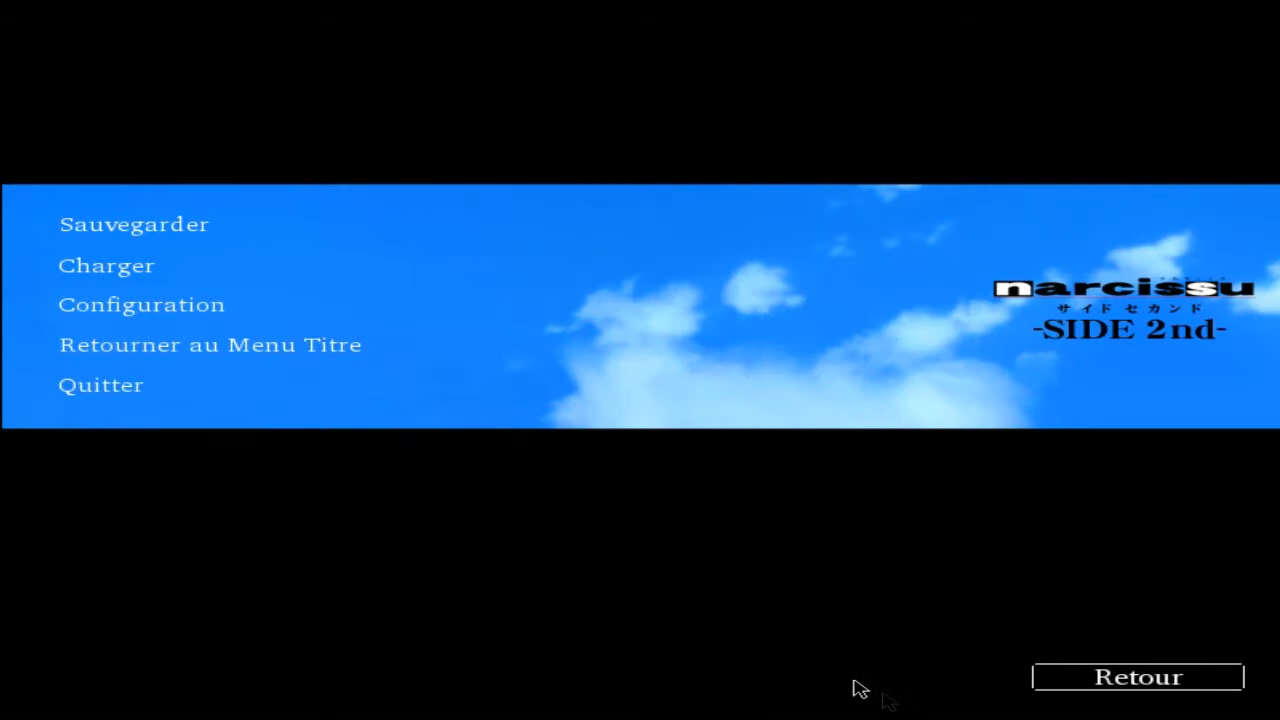 Sauvegarder
Charger
Configuration
Retourner au Menu Titre
Quitter
narcissu
サイド セカンド
-SIDE 2nd-
Retour